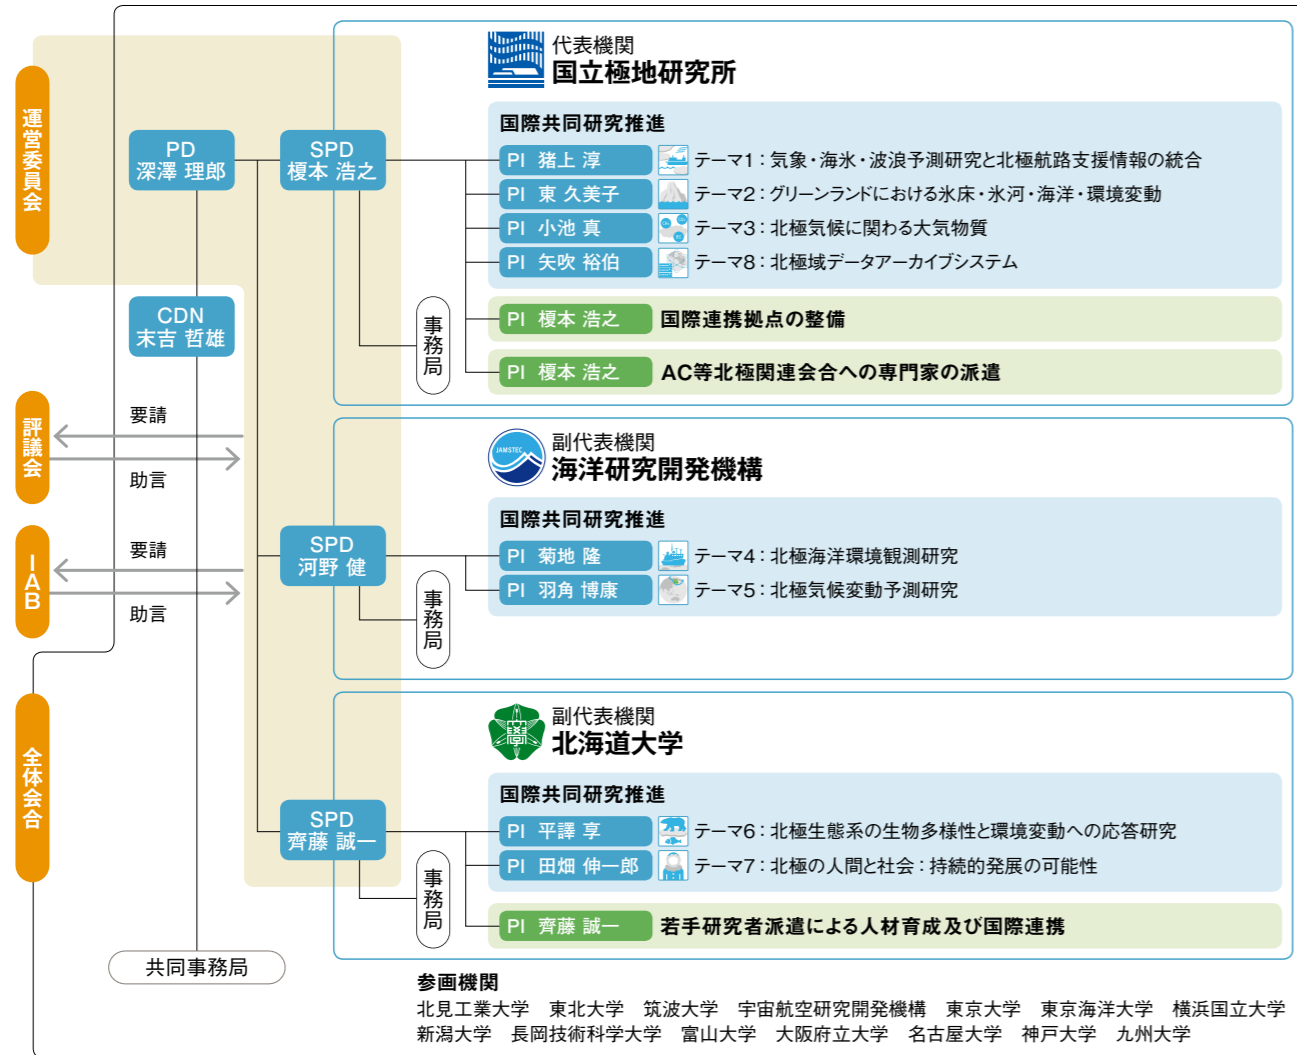 運営委員会
PD
深澤 理郎
CDN
末吉 哲雄
評議会
要請
助言
IAB
要請
助言
全体会合
共同事務局
SPD
榎本 浩之
事務局
代表機関
国立極地研究所
国際共同研究推進
PI 猪上 淳 テーマ1：気象・海氷・波浪予測研究と北極航路支援情報の統合
PI 東 久美子 テーマ2：グリーンランドにおける氷床・氷河・海洋・環境変動
PI 小池 真 テーマ3：北極気候に関わる大気物質
PI 矢吹 裕伯 テーマ8：北極域データアーカイブシステム
PI 榎本 浩之 国際連携拠点の整備
PI 榎本 浩之 AC等北極関連会合への専門家の派遣
SPD
河野 健
事務局
JAMSTEC
副代表機関
海洋研究開発機構
国際共同研究推進
PI 菊地 隆 テーマ4：北極海洋環境観測研究
PI 羽角 博康 テーマ5：北極気候変動予測研究
SPD
齊藤 誠一
事務局
副代表機関
北海道大学
国際共同研究推進
PI 平譯 享 テーマ6：北極生態系の生物多様性と環境変動への応答研究
PI 田畑 伸一郎 テーマ7：北極の人間と社会：持続的発展の可能性
PI 齊藤 誠一 若手研究者派遣による人材育成及び国際連携
参画機関
北見工業大学 東北大学 筑波大学 宇宙航空研究開発機構 東京大学 東京海洋大学 横浜国立大学
新潟大学 長岡技術科学大学 富山大学 大阪府立大学 名古屋大学 神戸大学 九州大学